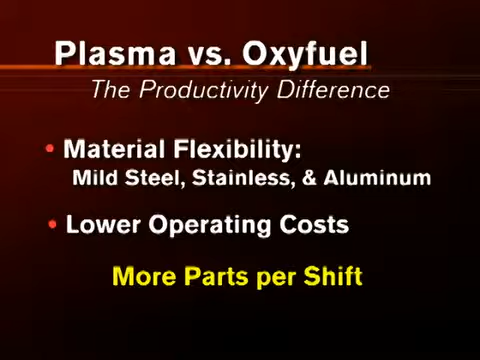 Plasma vs. Oxyfuel
The Productivity Difference
• Material Flexibility:
Mild Steel, Stainless, & Aluminum
• Lower Operating Costs
More Parts per Shift